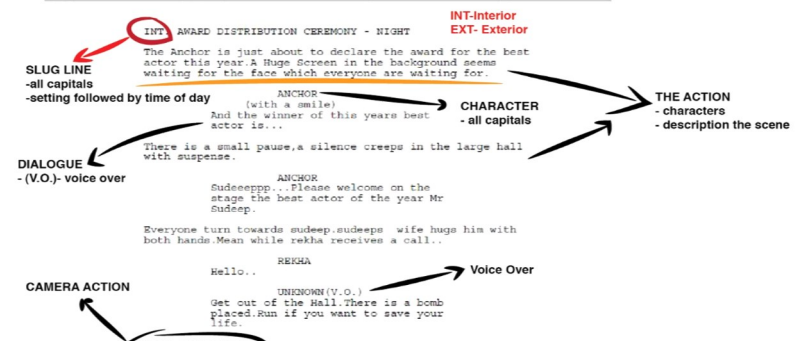 INT-Interior
EXT- Exterior
INT. AWARD DISTRIBUTION CEREMONY - NIGHT
The Anchor is just about to declare the award for the best
actor this year.A Huge Screen in the background seems
waiting for the face which everyone are waiting for.
SLUG LINE
-all capitals
-setting followed by time of day
ANCHOR
(with a smile)
And the winner of this years best
actor is...
CHARACTER
- all capitals
THE ACTION
- characters
- description the scene
There is a small pause,a silence creeps in the large hall
with suspense.
DIALOGUE
- (V.O.)- voice over
ANCHOR
Sudeeeppp...Please welcome on the
stage the best actor of the year Mr
Sudeep.
Everyone turn towards sudeep.sudeeps wife hugs him with
both hands.Mean while rekha receives a call..
REKHA
Hello..
Voice Over
CAMERA ACTION
UNKNOWN(V.O.)
Get out of the Hall.There is a bomb
placed.Run if you want to save your
life.